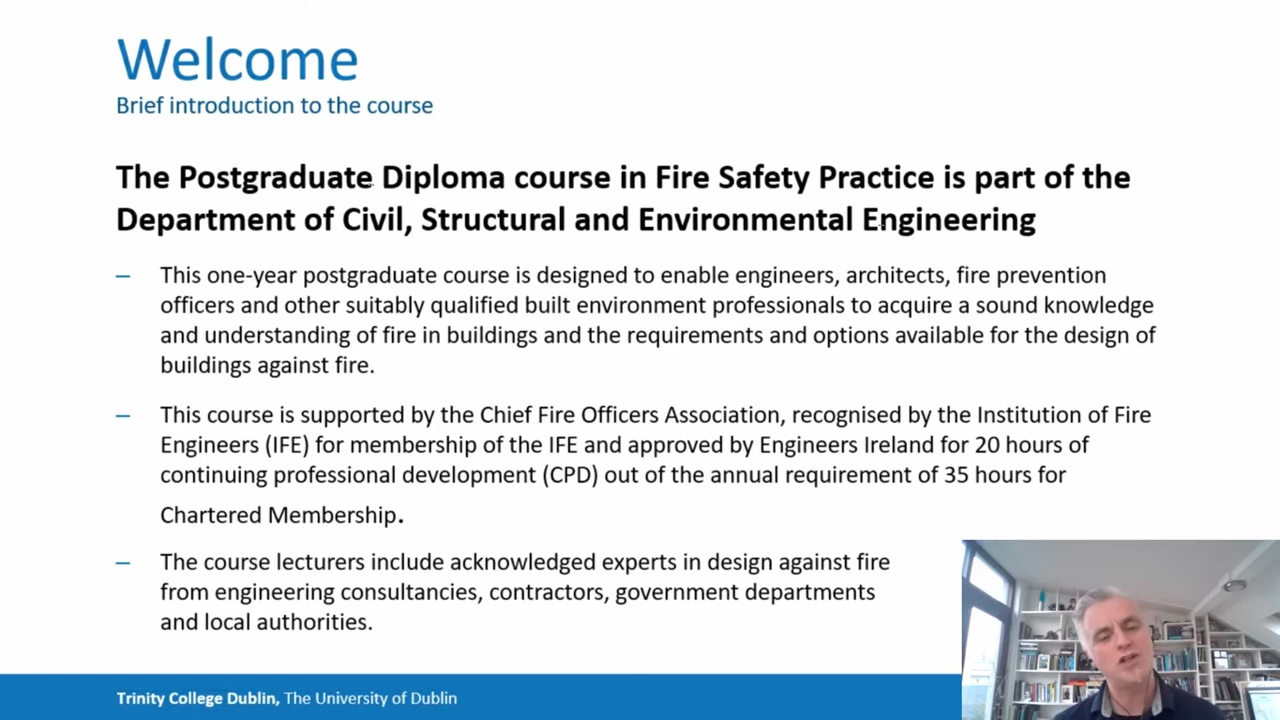 Welcome
Brief introduction to the course
The Postgraduate Diploma course in Fire Safety Practice is part of the
Department of Civil, Structural and Environmental Engineering
– This one-year postgraduate course is designed to enable engineers, architects, fire prevention
officers and other suitably qualified built environment professionals to acquire a sound knowledge
and understanding of fire in buildings and the requirements and options available for the design of
buildings against fire.
– This course is supported by the Chief Fire Officers Association, recognised by the Institution of Fire
Engineers (IFE) for membership of the IFE and approved by Engineers Ireland for 20 hours of
continuing professional development (CPD) out of the annual requirement of 35 hours for
Chartered Membership.
– The course lecturers include acknowledged experts in design against fire
from engineering consultancies, contractors, government departments
and local authorities.
Trinity College Dublin, The University of Dublin